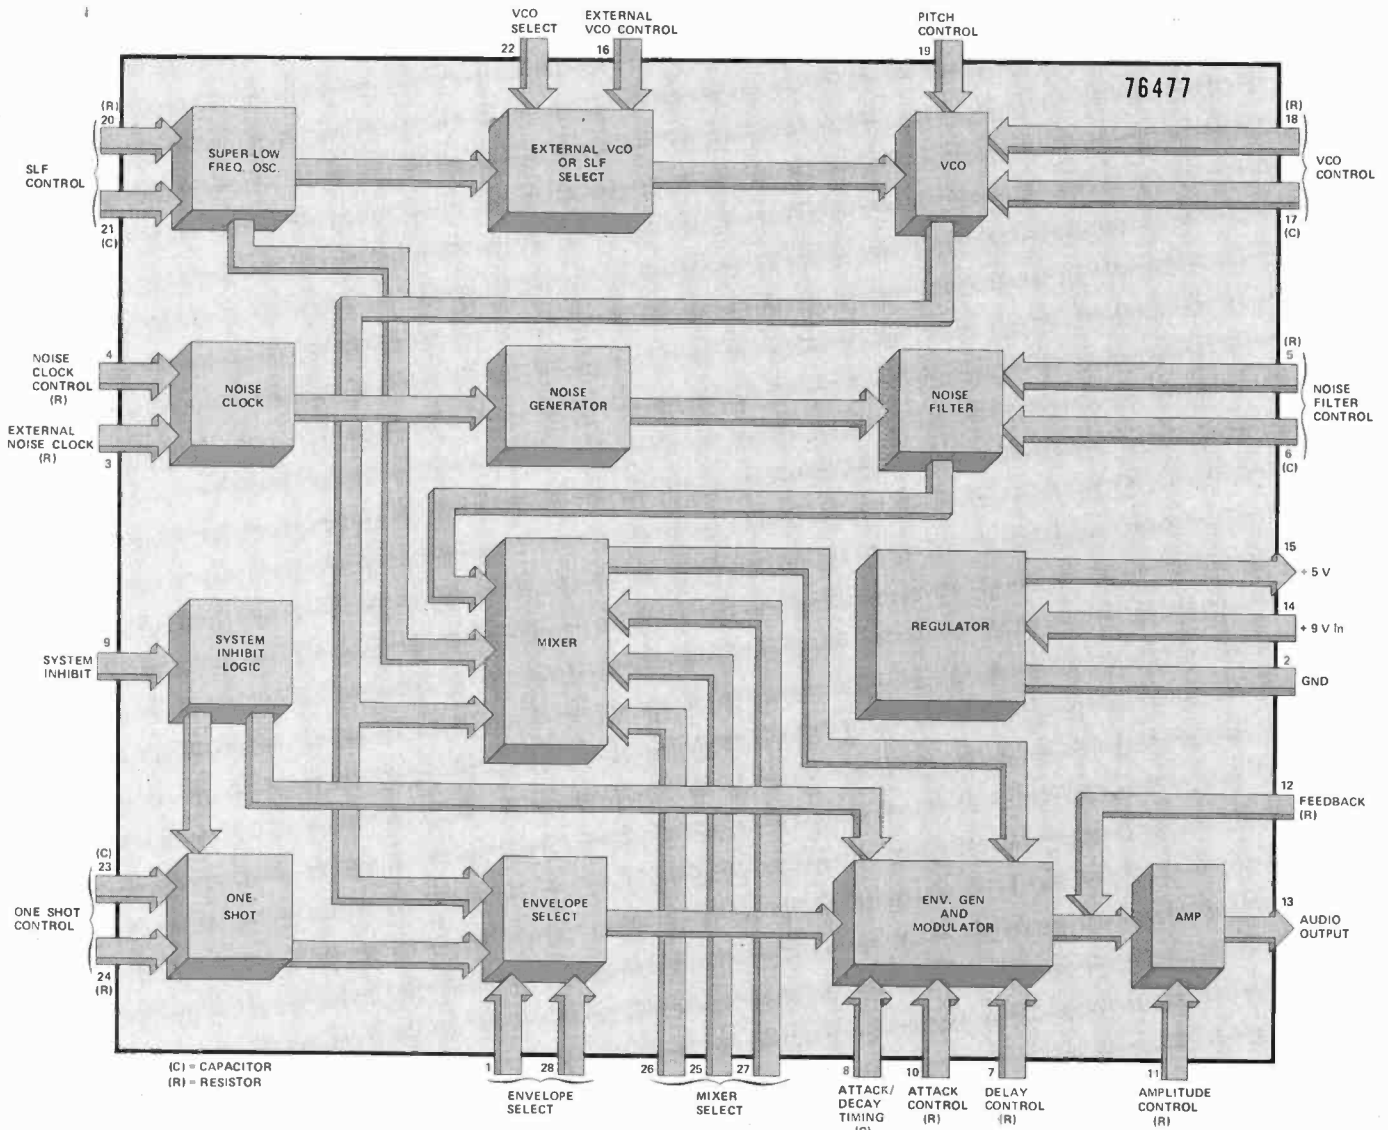 VCO
SELECT
22
EXTERNAL
VCO CONTROL
16
PITCH
CONTROL
19
76477
(R)
20
SLF
CONTROL
21
(C)
SUPER-LOW
FREQ. OSC.
EXTERNAL VCO
OR SLF
SELECT
VCO
(R)
18
VCO
CONTROL
17
(C)
4
NOISE
CLOCK
CONTROL
(R)
EXTERNAL
NOISE CLOCK
(R)
3
NOISE
CLOCK
NOISE
GENERATOR
NOISE
FILTER
(R)
5
NOISE
FILTER
CONTROL
6
(C)
9
SYSTEM
INHIBIT
SYSTEM
INHIBIT
LOGIC
MIXER
REGULATOR
15
+ 5 V
14
+ 9 V In
2
GND
12
FEEDBACK
(R)
(C)
23
ONE SHOT
CONTROL
24
(R)
ONE
SHOT
ENVELOPE
SELECT
ENV. GEN
AND
MODULATOR
AMP
13
AUDIO
OUTPUT
(C) = CAPACITOR
(R) = RESISTOR
1
28
ENVELOPE
SELECT
26
25
27
MIXER
SELECT
8
ATTACK/
DECAY
TIMING
10
ATTACK
CONTROL
(R)
7
DELAY
CONTROL
(R)
11
AMPLITUDE
CONTROL
(R)